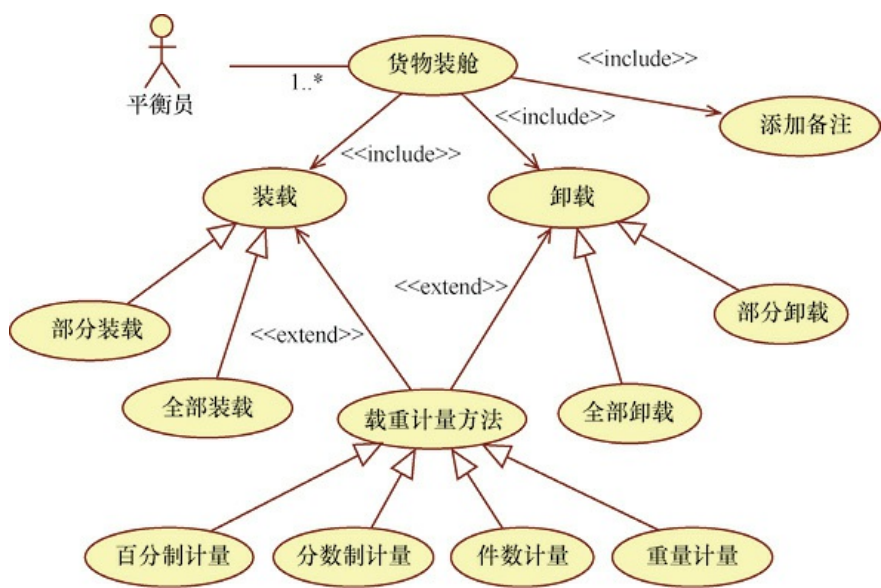 货物装舱
<<include>>
1..*
平衡员
<<include>>
添加备注
<<include>>
装载
卸载
<<extend>>
部分装载
部分卸载
<<extend>>
全部装载
载重计量方法
全部卸载
百分制计量
分数制计量
件数计量
重量计量